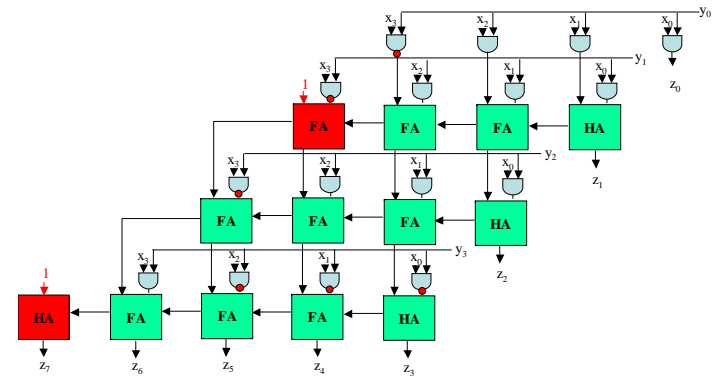 x3 x2 x1 x0 y0
x3 x2 x1 x0 y1
z0
1
FA FA FA HA
x3 x2 x1 x0 y2
z1
FA FA FA HA
x3 x2 x1 x0 y3
z2
1
HA FA FA FA HA
z7 z6 z5 z4 z3